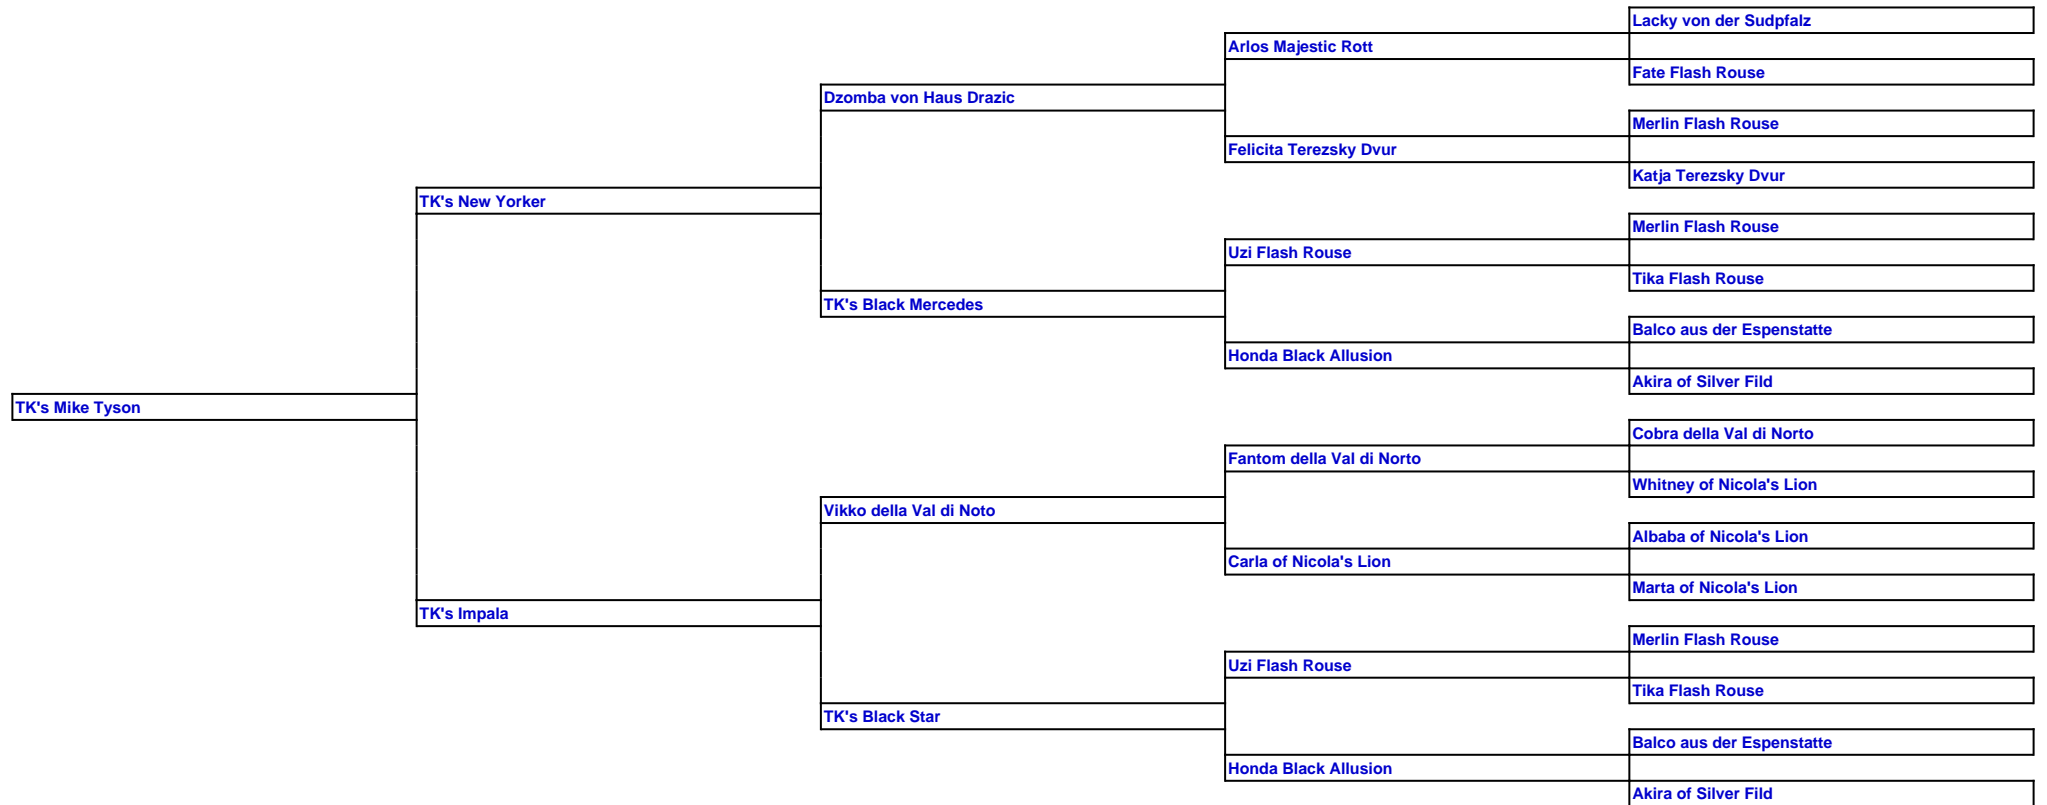 Lacky von der Sudpfalz
Arlos Majestic Rott
Fate Flash Rouse
Dzomba von Haus Drazic
Merlin Flash Rouse
Felicita Terezsky Dvur
Katja Terezsky Dvur
TK's New Yorker
Merlin Flash Rouse
Uzi Flash Rouse
Tika Flash Rouse
TK's Black Mercedes
Balco aus der Espenstatte
Honda Black Allusion
Akira of Silver Fild
TK's Mike Tyson
Cobra della Val di Norto
Fantom della Val di Norto
Whitney of Nicola's Lion
Vikko della Val di Noto
Albaba of Nicola's Lion
Carla of Nicola's Lion
Marta of Nicola's Lion
TK's Impala
Merlin Flash Rouse
Uzi Flash Rouse
Tika Flash Rouse
TK's Black Star
Balco aus der Espenstatte
Honda Black Allusion
Akira of Silver Fild